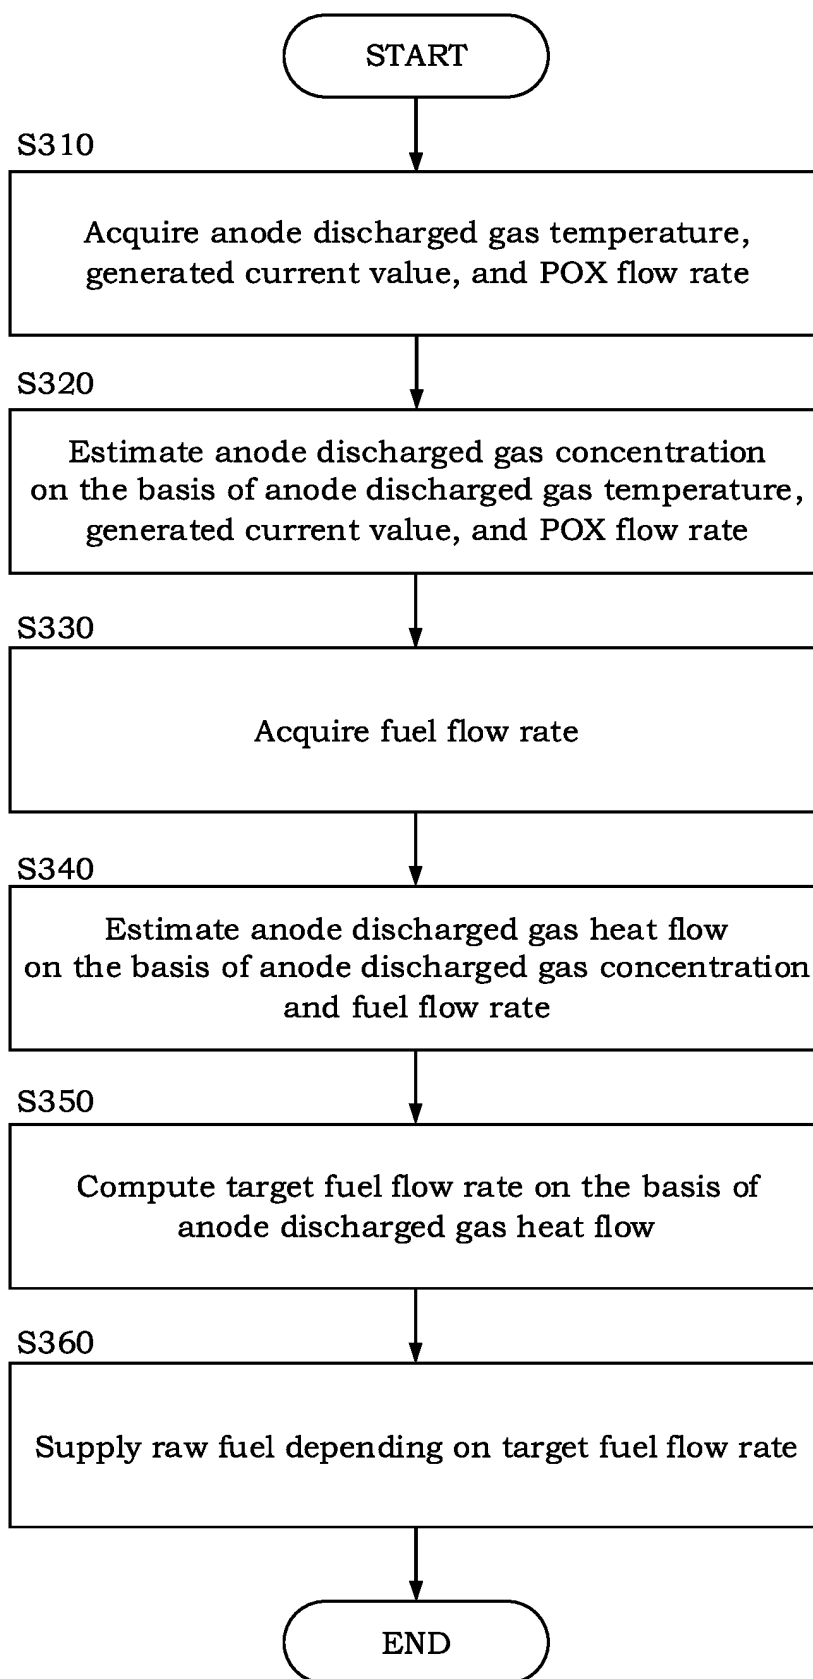 START
S310
Acquire anode discharged gas temperature,
generated current value, and POX flow rate
S320
Estimate anode discharged gas concentration
on the basis of anode discharged gas temperature,
generated current value, and POX flow rate
S330
Acquire fuel flow rate
S340
Estimate anode discharged gas heat flow
on the basis of anode discharged gas concentration
and fuel flow rate
S350
Compute target fuel flow rate on the basis of
anode discharged gas heat flow
S360
Supply raw fuel depending on target fuel flow rate
END